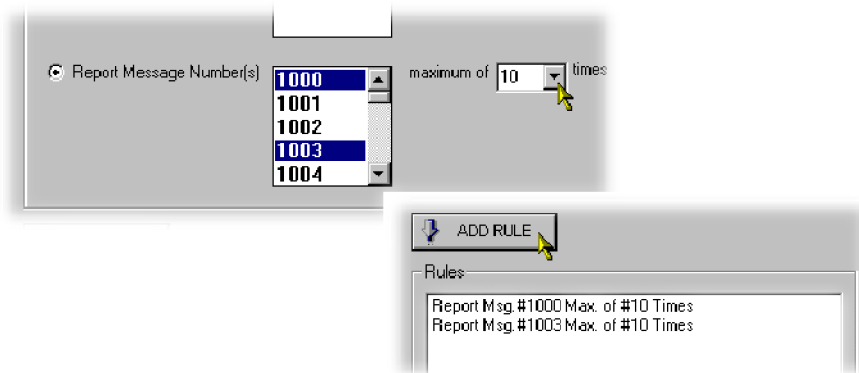 Report Message Number(s)
1000
1001
1002
1003
1004
maximum of 10 times
ADD RULE
Rules
Report Msg.#1000 Max. of #10 Times
Report Msg.#1003 Max. of #10 Times